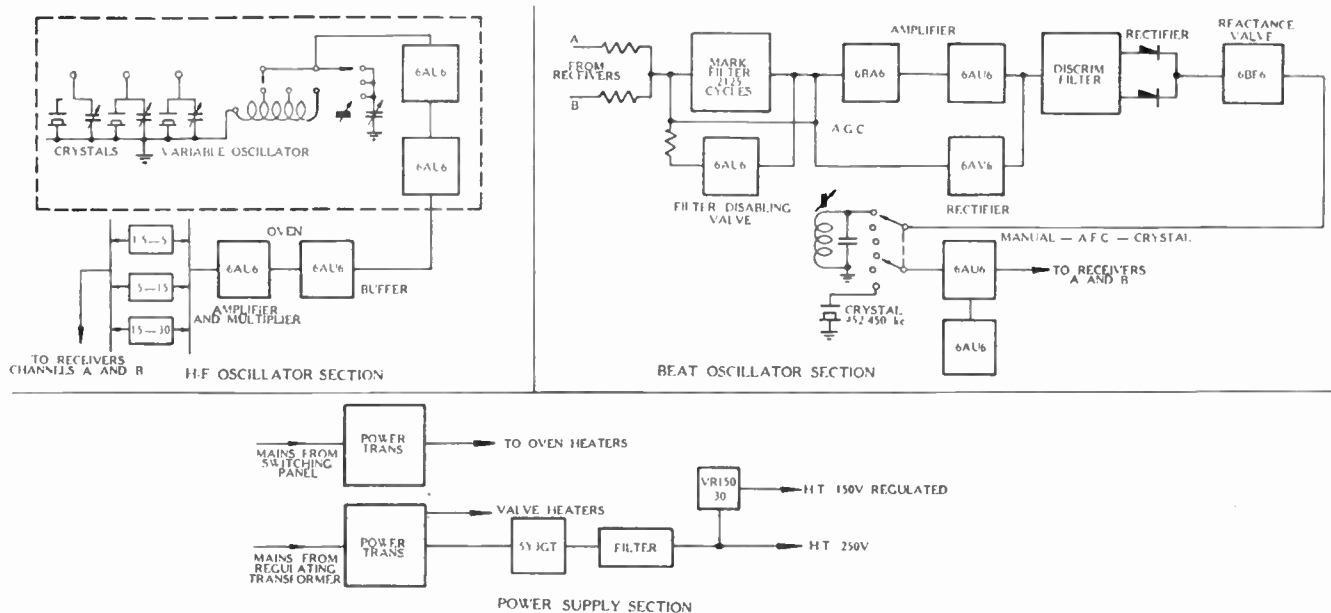 6AU6
CRYSTALS
VARIABLE OSCILLATOR
6AU6
OVEN
1.5—5
5—15
15—30
6AU6
6AU6
BUFFER
AMPLIFIER
AND MULTIPLIER
TO RECEIVERS
CHANNELS A AND B
H-F OSCILLATOR SECTION
A
FROM
RECEIVERS
B
MARK
FILTER
2125
CYCLES
AMPLIFIER
6BA6
6AU6
DISCRIM
FILTER
RECTIFIER
REACTANCE
VALVE
6BF6
A G C
6AU6
FILTER DISABLING
VALVE
6AV6
RECTIFIER
MANUAL — A F C — CRYSTAL
6AU6
TO RECEIVERS
A AND B
CRYSTAL
452.450 kc
6AU6
BEAT OSCILLATOR SECTION
MAINS FROM
SWITCHING
PANEL
POWER
TRANS
TO OVEN HEATERS
MAINS FROM
REGULATING
TRANSFORMER
POWER
TRANS
VALVE HEATERS
5Y3GT
FILTER
VR150
30
H T 150V REGULATED
H T 250V
POWER SUPPLY SECTION